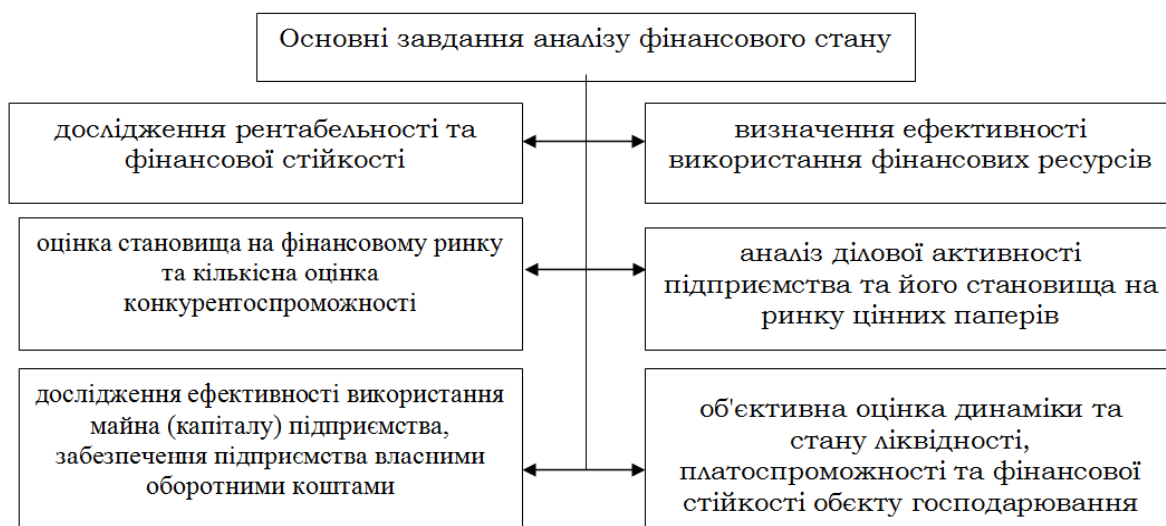 Основні завдання аналізу фінансового стану
дослідження рентабельності та
фінансової стійкості
визначення ефективності
використання фінансових ресурсів
оцінка становища на фінансовому ринку
та кількісна оцінка
конкурентоспроможності
аналіз ділової активності
підприємства та його становища на
ринку цінних паперів
дослідження ефективності використання
майна (капіталу) підприємства,
забезпечення підприємства власними
оборотними коштами
об'єктивна оцінка динаміки та
стану ліквідності,
платоспроможності та фінансової
стійкості обєкту господарювання